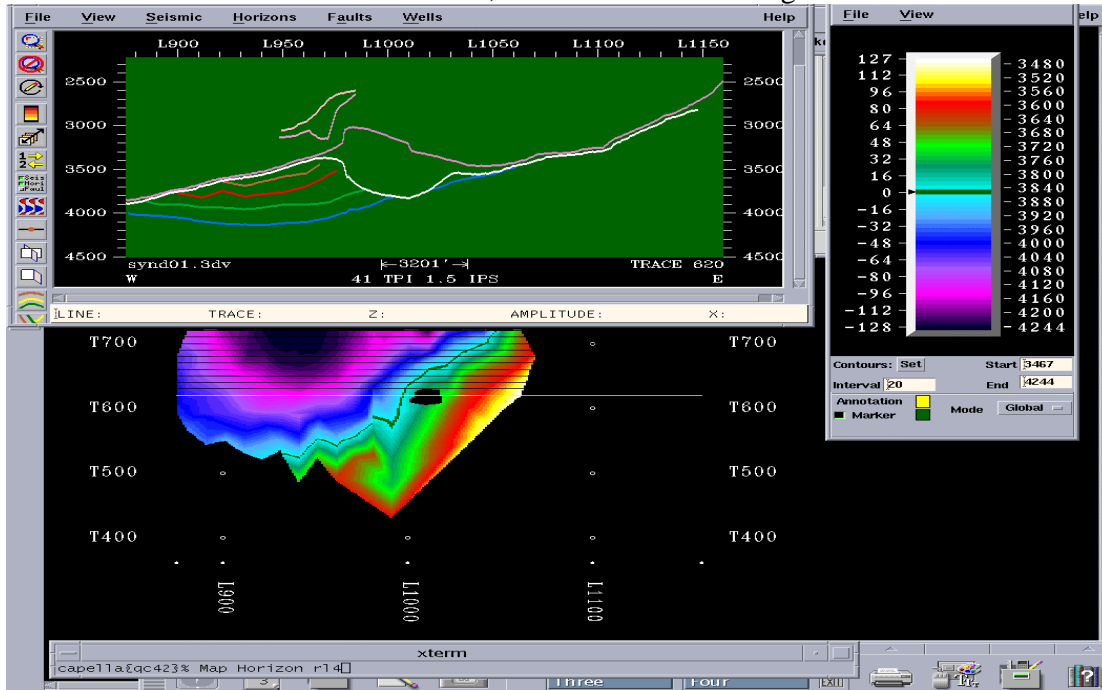 File View Seismic Horizons Faults Wells Help
L900 L950 L1000 L1050 L1100 L1150
2500 2500
3000 3000
3500 3500
4000 4000
4500 4500
synd01.3dv ←3201'→ TRACE 620
W 41 TPI 1.5 IPS E
LINE: TRACE: Z: AMPLITUDE: X:
File View elp
127 3480
112 3520
96 3560
80 3600
64 3640
48 3680
32 3720
16 3760
0 3800
-16 3840
-32 3880
-48 3920
-64 3960
-80 4000
-96 4040
-112 4080
-128 4120
4160
4200
4244
Contours: Set Start 3467
Interval 20 End 4244
Annotation
Marker Mode Global
T700 T700
T600 T600
T500 T500
T400 T400
L900 L1000 L1100
xterm
capella{qc42}% Map Horizon rl4
Three Four EXIT